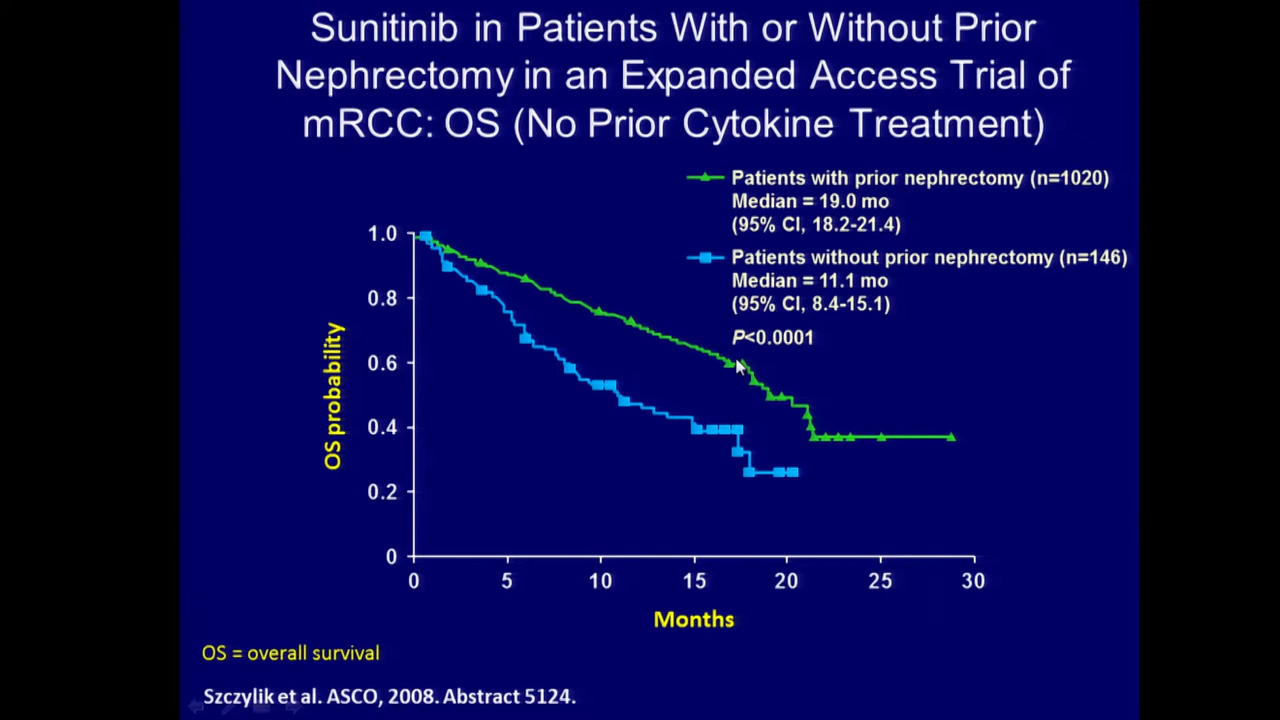 Sunitinib in Patients With or Without Prior
Nephrectomy in an Expanded Access Trial of
mRCC: OS (No Prior Cytokine Treatment)
Patients with prior nephrectomy (n=1020)
Median = 19.0 mo
(95% CI, 18.2-21.4)
Patients without prior nephrectomy (n=146)
Median = 11.1 mo
(95% CI, 8.4-15.1)
P<0.0001
OS probability
1.0
0.8
0.6
0.4
0.2
0
0 5 10 15 20 25 30
Months
OS = overall survival
Szczylik et al. ASCO, 2008. Abstract 5124.